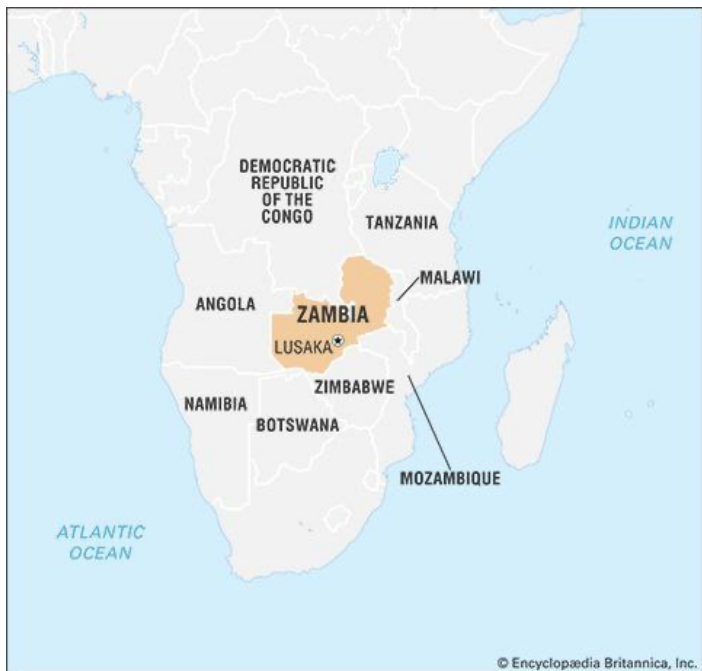 DEMOCRATIC
REPUBLIC
OF THE
CONGO
TANZANIA
INDIAN
OCEAN
MALAWI
ANGOLA
ZAMBIA
LUSAKA
ZIMBABWE
NAMIBIA
BOTSWANA
MOZAMBIQUE
ATLANTIC
OCEAN
© Encyclopædia Britannica, Inc.